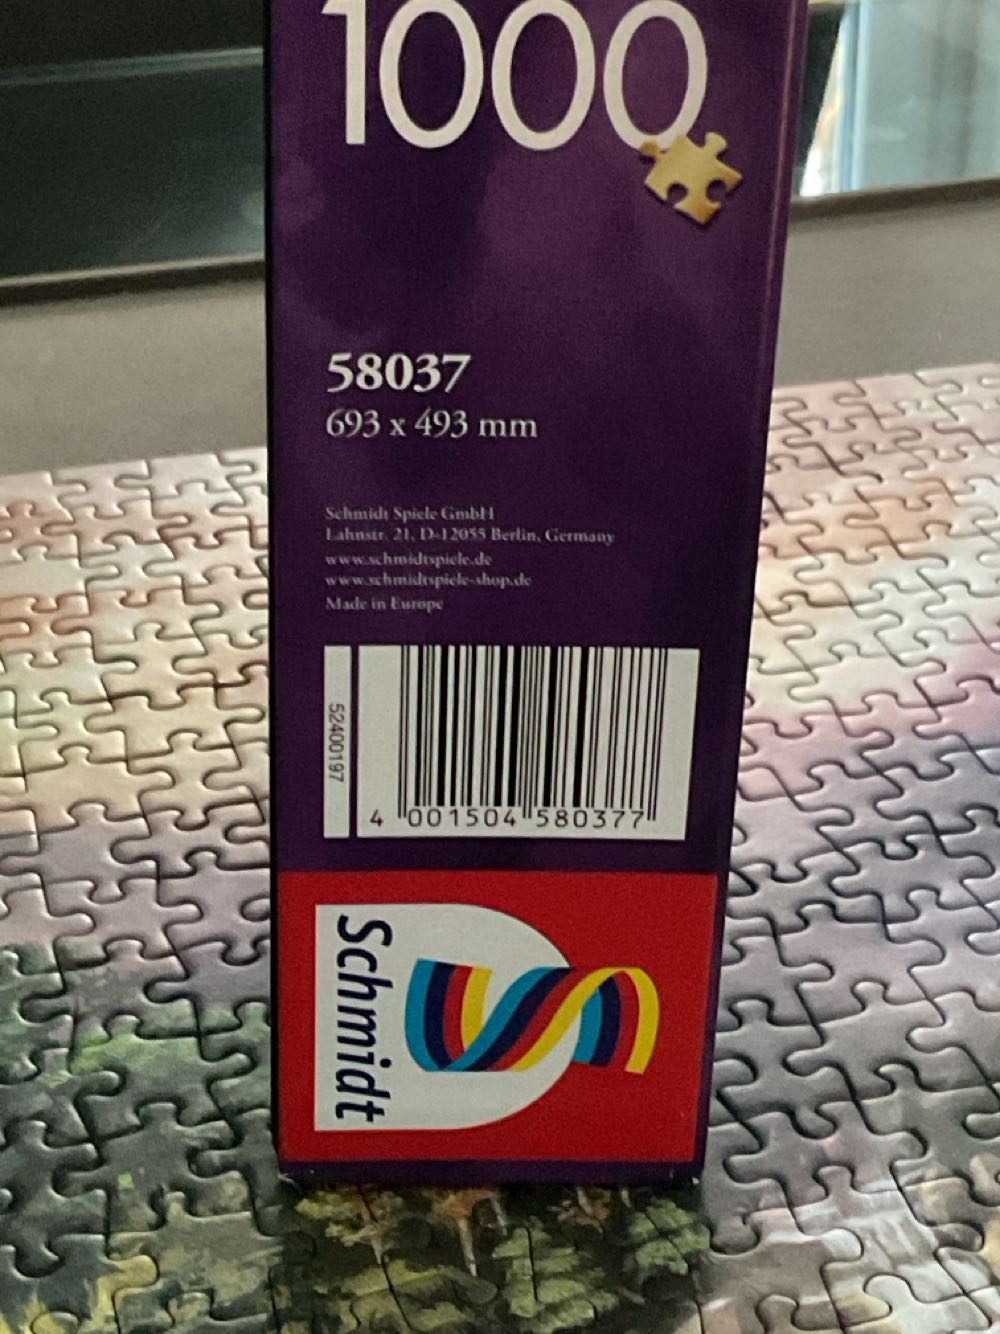 1000
58037
693 x 493 mm
Schmidt Spiele GmbH
Lahnstr. 21, D-12055 Berlin, Germany
www.schmidtspiele.de
www.schmidtspiele-shop.de
Made in Europe
52400197
4 001504 580377
Schmidt